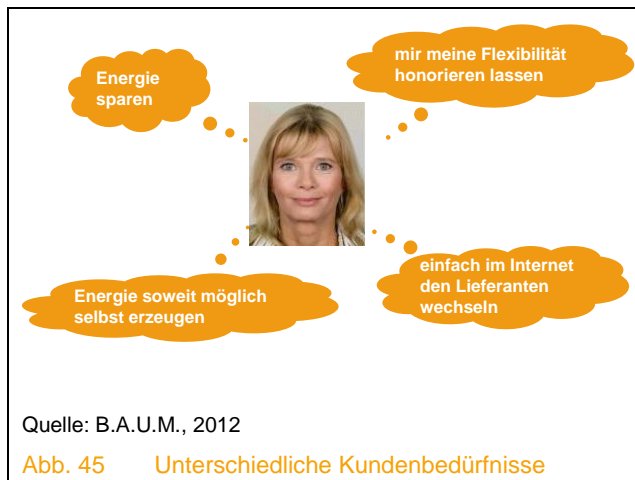 Energie
sparen
mir meine Flexibilität
honorieren lassen
Energie soweit möglich
selbst erzeugen
einfach im Internet
den Lieferanten
wechseln
Quelle: B.A.U.M., 2012
Abb. 45 Unterschiedliche Kundenbedürfnisse